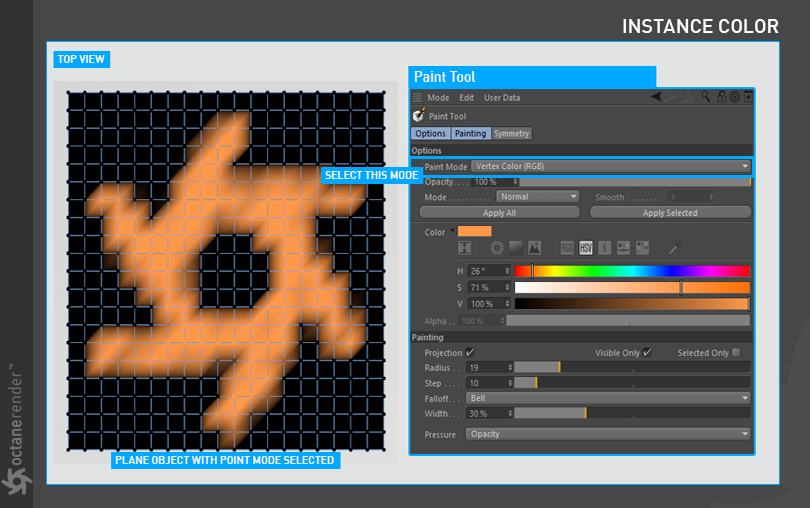 INSTANCE COLOR
TOP VIEW
Paint Tool
Mode Edit User Data
Paint Tool
Options Painting Symmetry
Options
SELECT THIS MODE
Paint Mode Vertex Color (RGB)
Opacity. . . . 100 %
Mode . . . . . Normal Smooth . . . . . . . . . 1
Apply All Apply Selected
Color
RGB HSV K
H 26 °
S 71 %
V 100 %
Alpha . . 100 %
Painting
Projection Visible Only Selected Only
Radius . . 19
Step . . . . 10
Falloff. . . Bell
Width. . . 30 %
Pressure Opacity
PLANE OBJECT WITH POINT MODE SELECTED
octanerender™